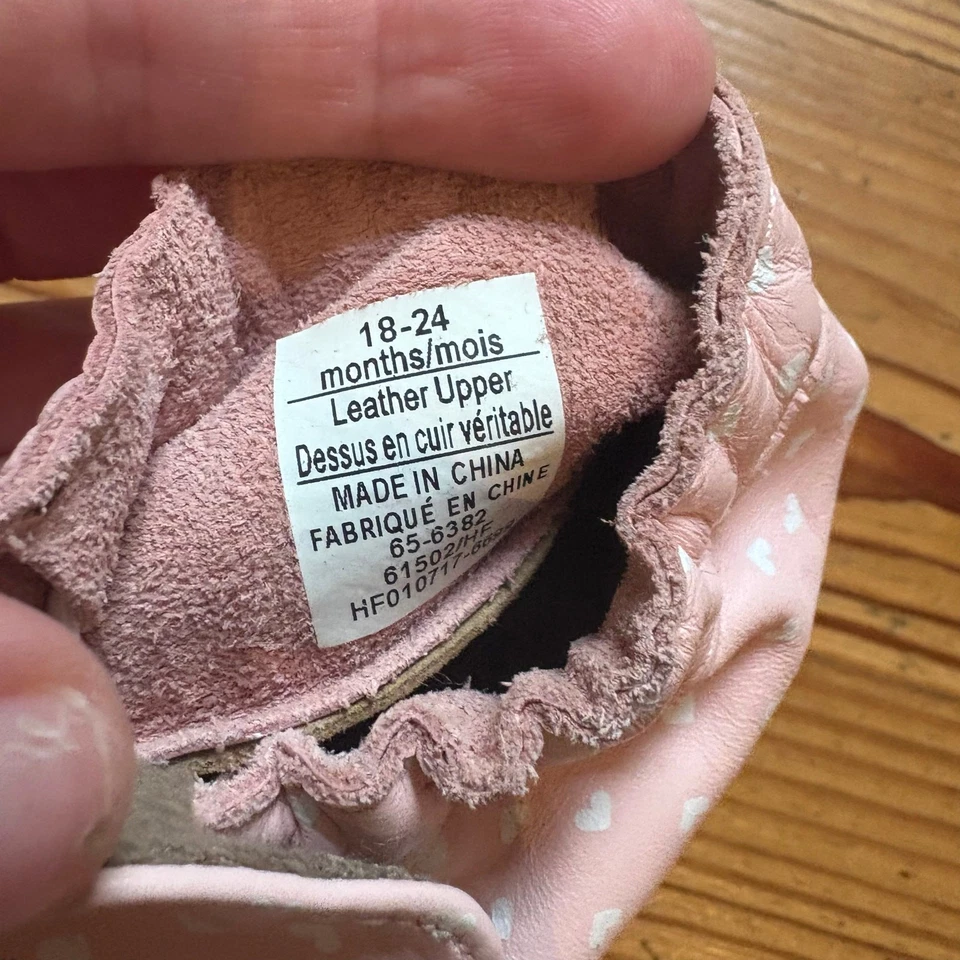 18-24
months/mois
Leather Upper
Dessus en cuir véritable
MADE IN CHINA
FABRIQUÉ EN CHINE
65-6382
61502/HF